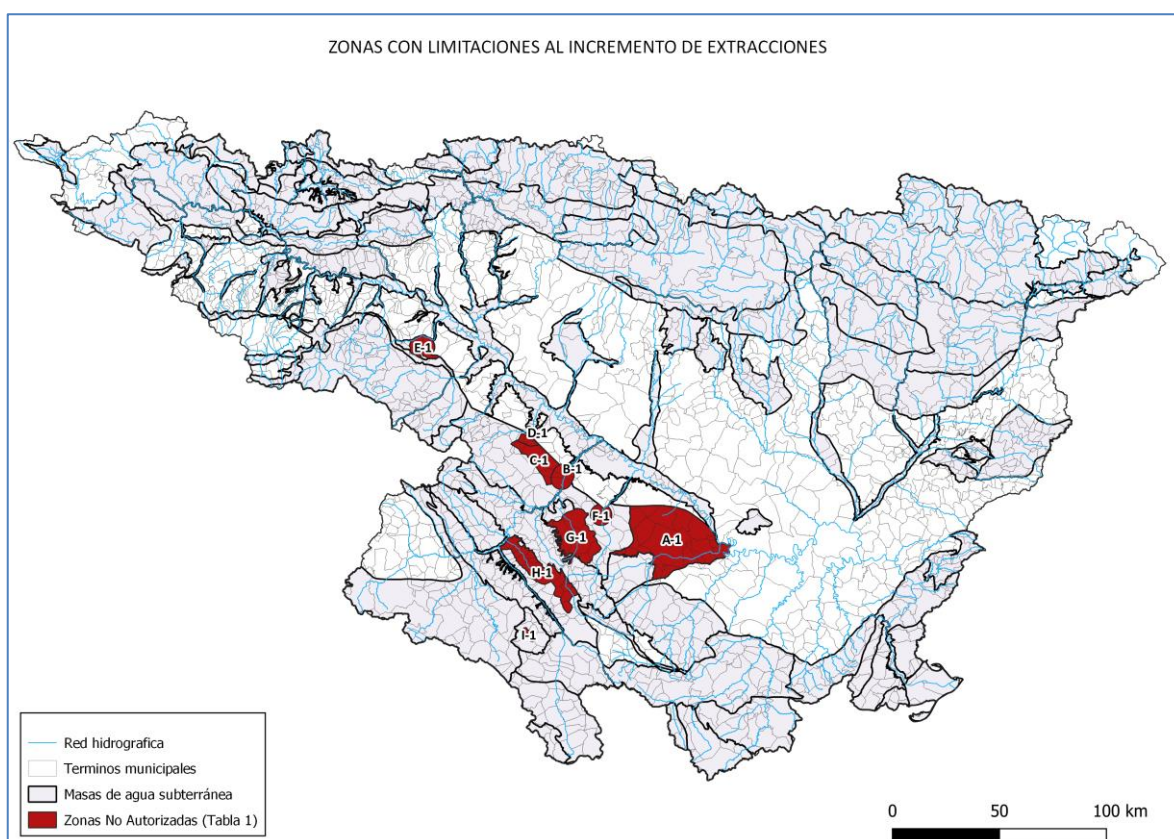 ZONAS CON LIMITACIONES AL INCREMENTO DE EXTRACCIONES
E-1
D-1
C-1
B-1
F-1
G-1
A-1
H-1
I-1
Red hidrografica
Terminos municipales
Masas de agua subterránea
Zonas No Autorizadas (Tabla 1)
0 50 100 km